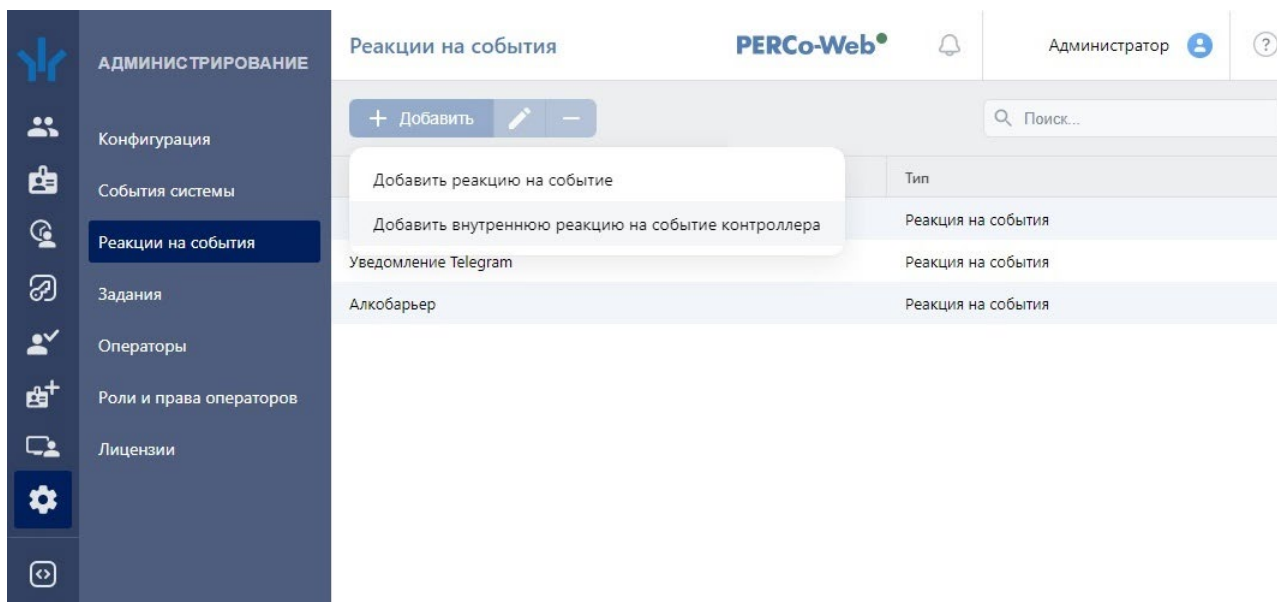 АДМИНИСТРИРОВАНИЕ
Конфигурация
События системы
Реакции на события
Задания
Операторы
Роли и права операторов
Лицензии
Реакции на события
PERCo-Web
Администратор
?
+ Добавить
Поиск...
Добавить реакцию на событие
Добавить внутреннюю реакцию на событие контроллера
Тип
Реакция на события
Уведомление Telegram
Реакция на события
Алкобарьер
Реакция на события